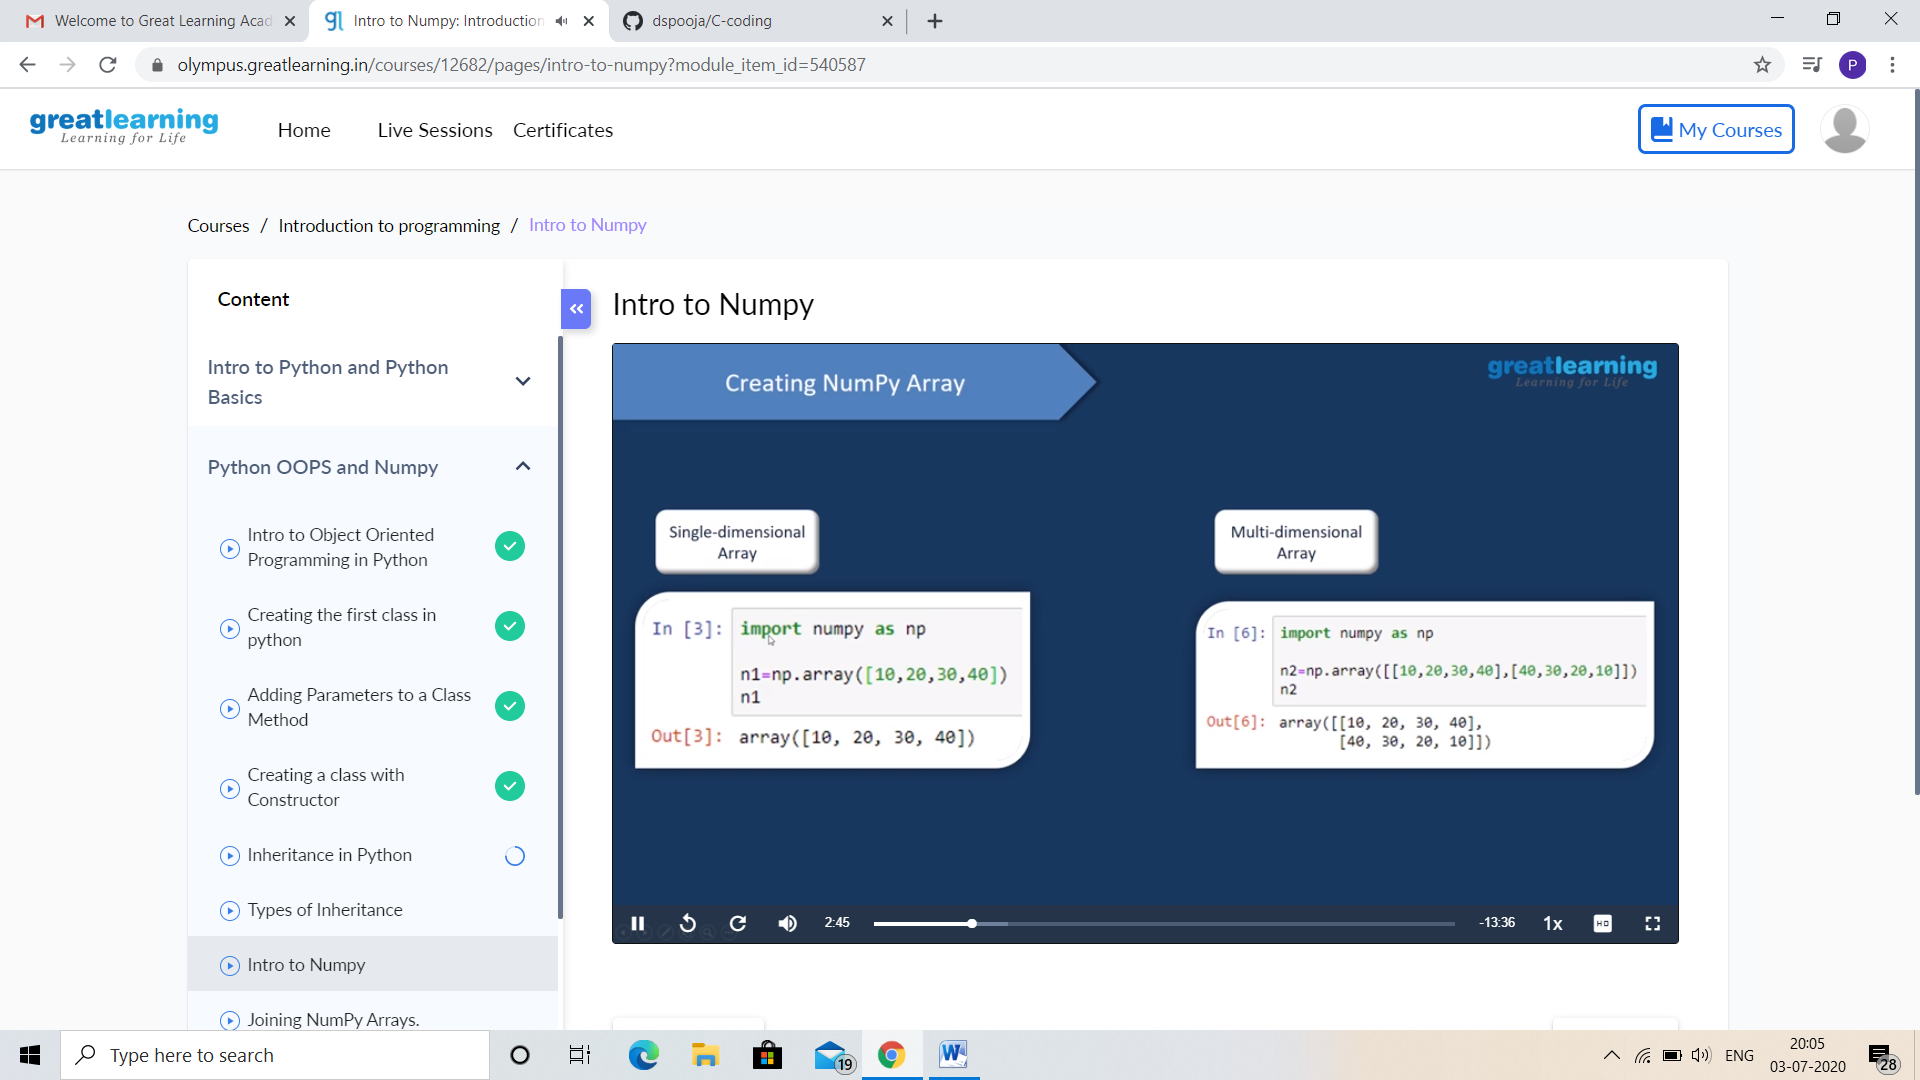 Welcome to Great Learning Acad
Intro to Numpy: Introduction
dspooja/C-coding
olympus.greatlearning.in/courses/12682/pages/intro-to-numpy?module_item_id=540587
P
greatlearning
Learning for Life
Home
Live Sessions
Certificates
My Courses
Courses / Introduction to programming / Intro to Numpy
Content
Intro to Python and Python
Basics
Python OOPS and Numpy
Intro to Object Oriented
Programming in Python
Creating the first class in
python
Adding Parameters to a Class
Method
Creating a class with
Constructor
Inheritance in Python
Types of Inheritance
Intro to Numpy
Joining NumPy Arrays.
Intro to Numpy
Creating NumPy Array
greatlearning
Learning for Life
Single-dimensional
Array
In [3]: import numpy as np
n1=np.array([10,20,30,40])
n1
Out[3]: array([10, 20, 30, 40])
Multi-dimensional
Array
In [6]: import numpy as np
n2=np.array([[10,20,30,40],[40,30,20,10]])
n2
Out[6]: array([[10, 20, 30, 40],
[40, 30, 20, 10]])
2:45
-13:36
1x
HD
Type here to search
19
W
ENG
20:05
03-07-2020
28